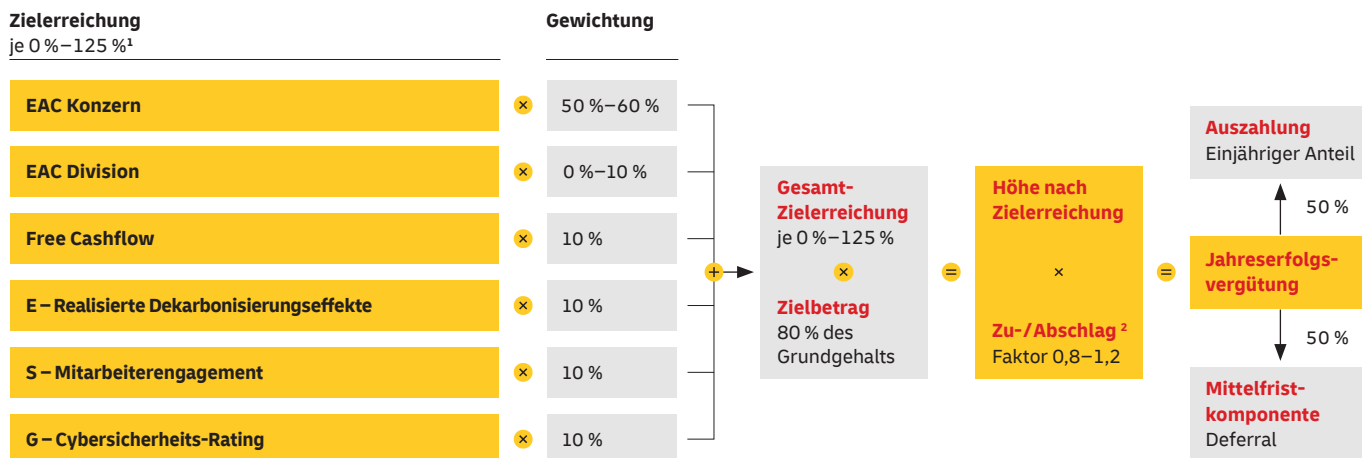 Zielerreichung
je 0 %–125 %¹
Gewichtung
EAC Konzern
×
50 %–60 %
EAC Division
×
0 %–10 %
Free Cashflow
×
10 %
E – Realisierte Dekarbonisierungseffekte
×
10 %
S – Mitarbeiterengagement
×
10 %
G – Cybersicherheits-Rating
×
10 %
+
Gesamt-
Zielerreichung
je 0 %–125 %
×
Zielbetrag
80 % des
Grundgehalts
=
Höhe nach
Zielerreichung
×
Zu-/Abschlag ²
Faktor 0,8–1,2
=
Auszahlung
Einjähriger Anteil
50 %
Jahreserfolgs-
vergütung
50 %
Mittelfrist-
komponente
Deferral